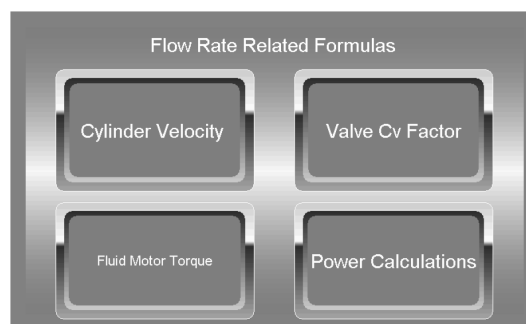 Flow Rate Related Formulas
Cylinder Velocity
Valve Cv Factor
Fluid Motor Torque
Power Calculations